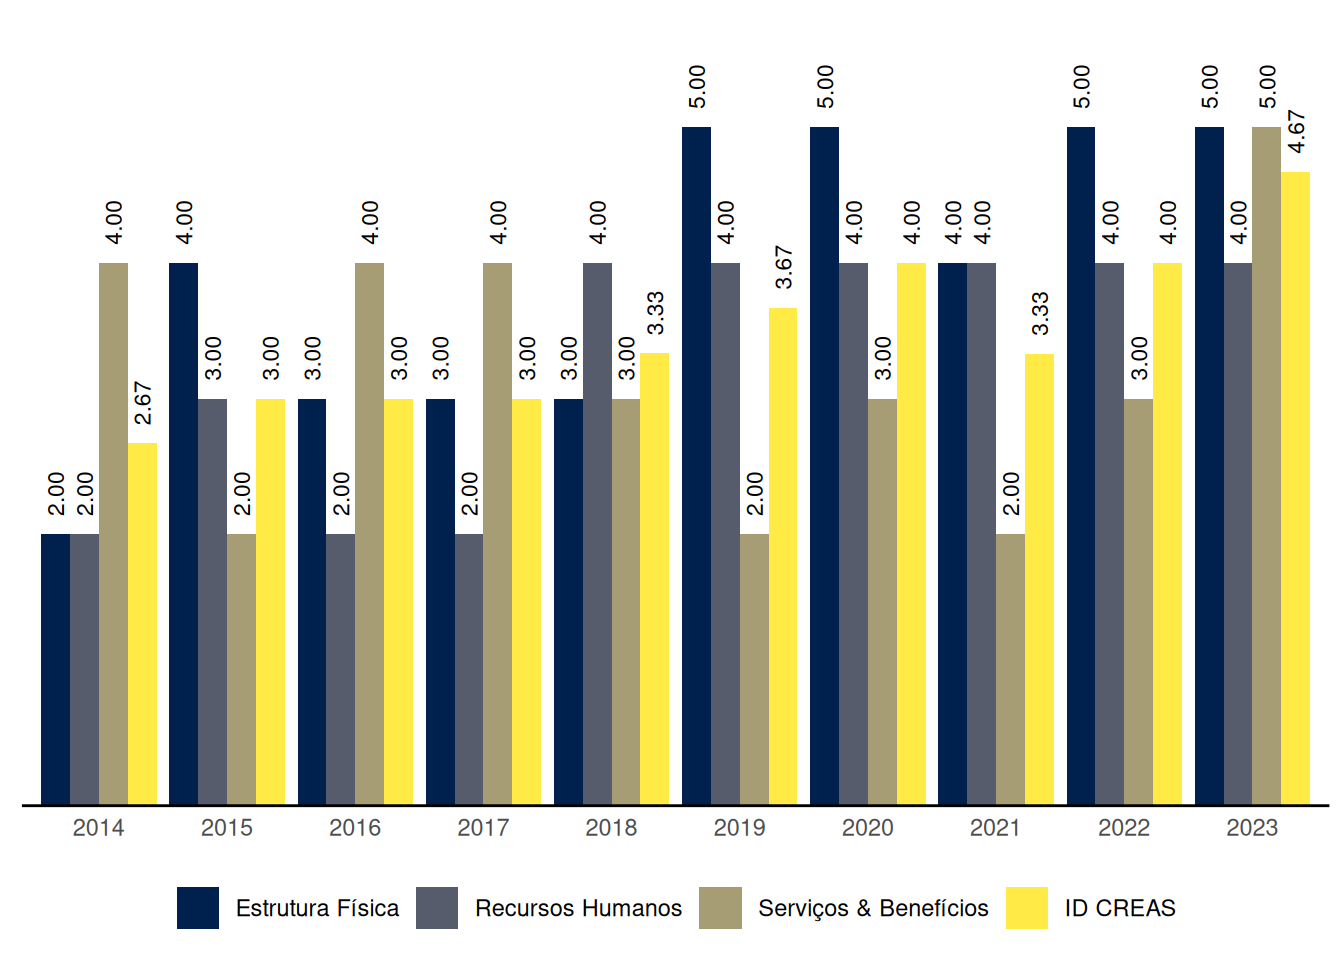 5.00 5.00 5.00 5.00 5.00
4.67
4.00 4.00 4.00 4.00 4.00 4.00 4.00 4.00 4.00 4.00 4.00 4.00 4.00
3.67
3.33 3.33
3.00 3.00 3.00 3.00 3.00 3.00 3.00 3.00 3.00 3.00
2.67
2.00 2.00 2.00 2.00 2.00 2.00 2.00
2014 2015 2016 2017 2018 2019 2020 2021 2022 2023
Estrutura Física Recursos Humanos Serviços & Benefícios ID CREAS